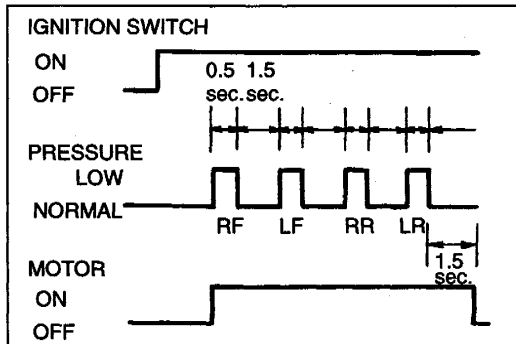 IGNITION SWITCH
ON
OFF
0.5 1.5
sec. sec.
PRESSURE
LOW
NORMAL
RF LF RR LR
1.5
sec.
MOTOR
ON
OFF